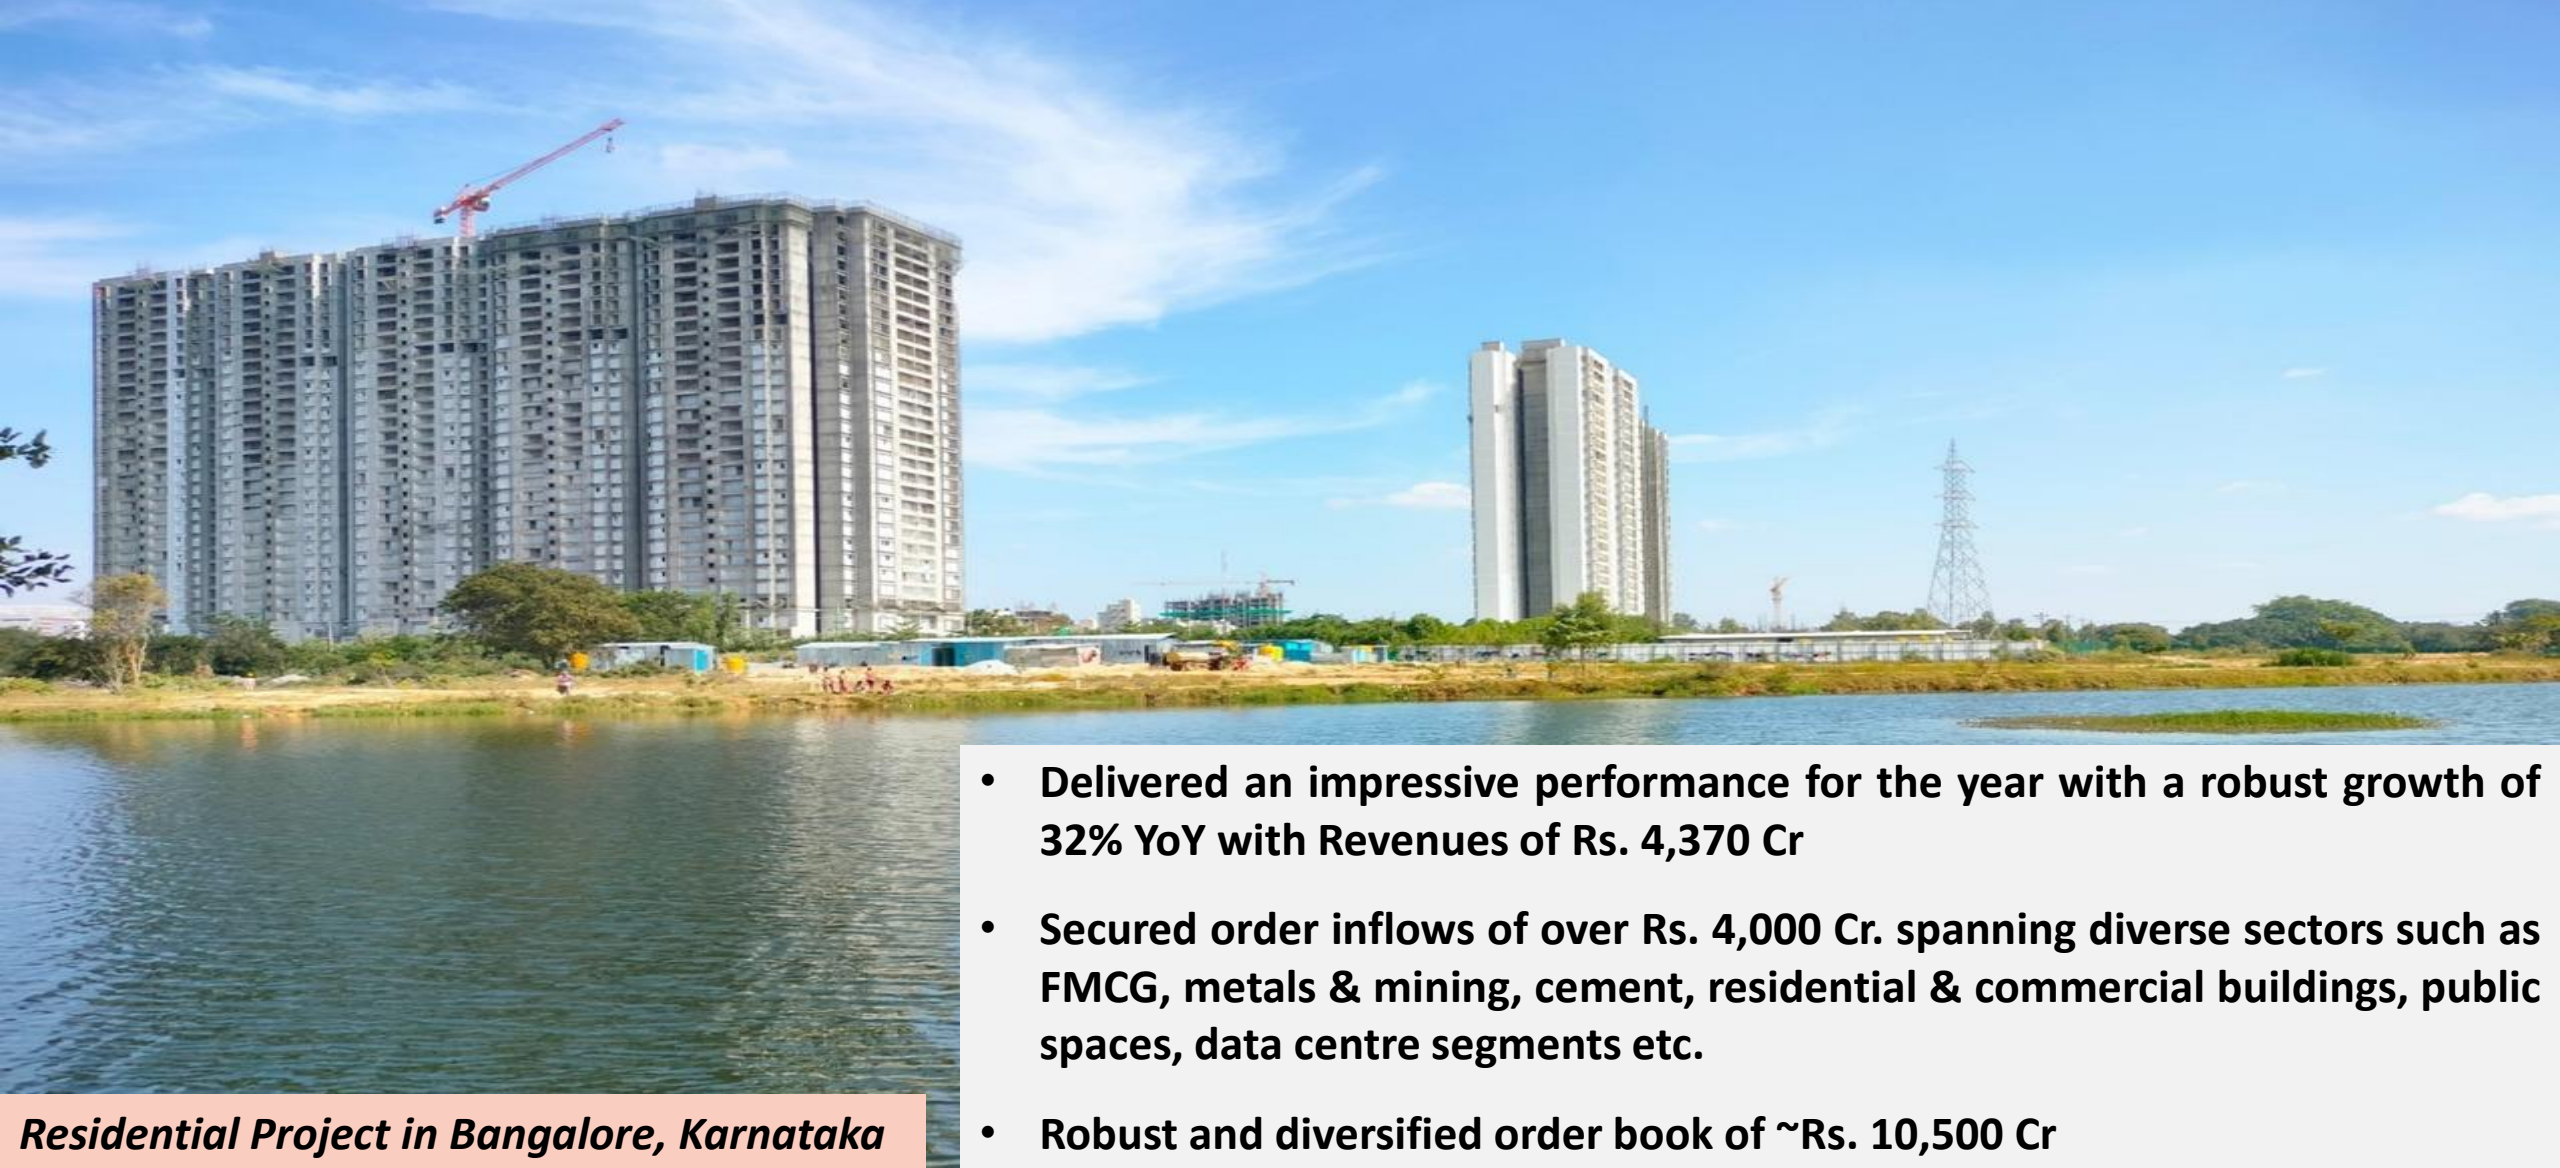 • Delivered an impressive performance for the year with a robust growth of
32% YoY with Revenues of Rs. 4,370 Cr
• Secured order inflows of over Rs. 4,000 Cr. spanning diverse sectors such as
FMCG, metals & mining, cement, residential & commercial buildings, public
spaces, data centre segments etc.
• Robust and diversified order book of ~Rs. 10,500 Cr
Residential Project in Bangalore, Karnataka